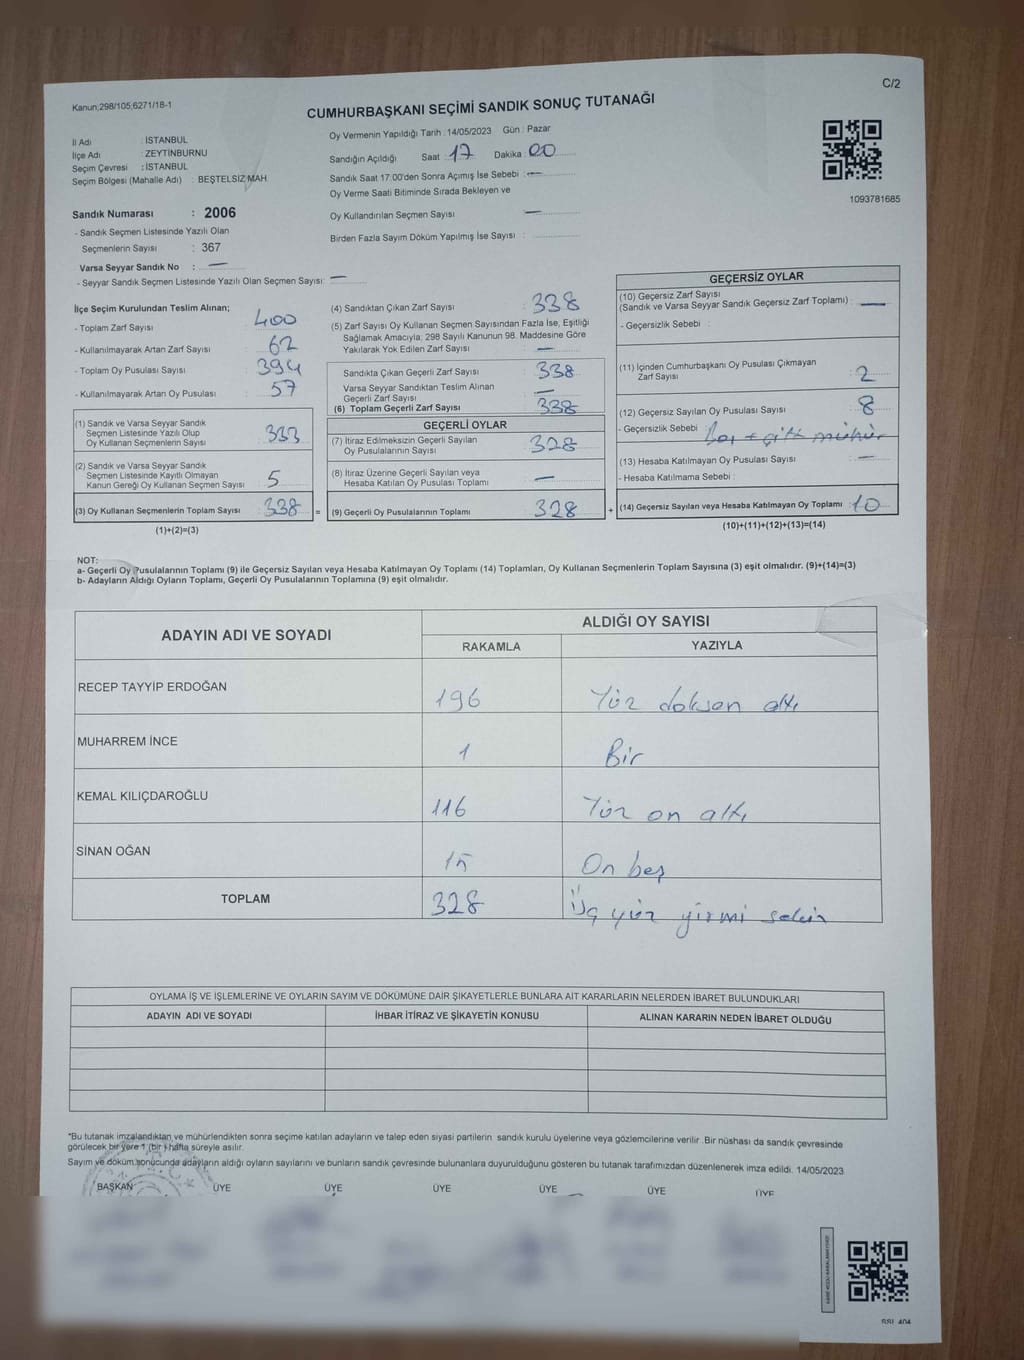 C/2
Kanun;298/105;6271/18-1
CUMHURBAŞKANI SEÇİMİ SANDIK SONUÇ TUTANAĞI
İl Adı : İSTANBUL
İlçe Adı : ZEYTİNBURNU
Seçim Çevresi : İSTANBUL
Seçim Bölgesi (Mahalle Adı) : BEŞTELSİZ MAH.
Sandık Numarası : 2006
- Sandık Seçmen Listesinde Yazılı Olan
Seçmenlerin Sayısı : 367
Varsa Seyyar Sandık No : —
- Seyyar Sandık Seçmen Listesinde Yazılı Olan Seçmen Sayısı: —
Oy Vermenin Yapıldığı Tarih : 14/05/2023 Gün : Pazar
Sandığın Açıldığı Saat : 17 Dakika 00
Sandık Saat 17:00'den Sonra Açımış İse Sebebi : —
Oy Verme Saati Bitiminde Sırada Bekleyen ve
Oy Kullandırılan Seçmen Sayısı : —
Birden Fazla Sayım Döküm Yapılmış İse Sayısı :
1093781685
İlçe Seçim Kurulundan Teslim Alınan;
- Toplam Zarf Sayısı : 400
- Kullanılmayarak Artan Zarf Sayısı : 62
- Toplam Oy Pusulası Sayısı : 394
- Kullanılmayarak Artan Oy Pusulası : 57
(1) Sandık ve Varsa Seyyar Sandık
Seçmen Listesinde Yazılı Olup
Oy Kullanan Seçmenlerin Sayısı : 333
(2) Sandık ve Varsa Seyyar Sandık
Seçmen Listesinde Kayıtlı Olmayan
Kanun Gereği Oy Kullanan Seçmen Sayısı : 5
(3) Oy Kullanan Seçmenlerin Toplam Sayısı : 338 =
(1)+(2)=(3)
(4) Sandıktan Çıkan Zarf Sayısı : 338
(5) Zarf Sayısı Oy Kullanan Seçmen Sayısından Fazla İse, Eşitliği
Sağlamak Amacıyla; 298 Sayılı Kanunun 98. Maddesine Göre
Yakılarak Yok Edilen Zarf Sayısı : —
Sandıkta Çıkan Geçerli Zarf Sayısı : 338
Varsa Seyyar Sandıktan Teslim Alınan
Geçerli Zarf Sayısı : —
(6) Toplam Geçerli Zarf Sayısı : 338
GEÇERLİ OYLAR
(7) İtiraz Edilmeksizin Geçerli Sayılan
Oy Pusulalarının Sayısı : 328
(8) İtiraz Üzerine Geçerli Sayılan veya
Hesaba Katılan Oy Pusulası Toplamı : —
(9) Geçerli Oy Pusulalarının Toplamı : 328 +
GEÇERSİZ OYLAR
(10) Geçersiz Zarf Sayısı
(Sandık ve Varsa Seyyar Sandık Geçersiz Zarf Toplamı) : —
- Geçersizlik Sebebi :
(11) İçinden Cumhurbaşkanı Oy Pusulası Çıkmayan
Zarf Sayısı : 2
(12) Geçersiz Sayılan Oy Pusulası Sayısı : 8
- Geçersizlik Sebebi : Boş + çift mühür
(13) Hesaba Katılmayan Oy Pusulası Sayısı : —
- Hesaba Katılmama Sebebi :
(14) Geçersiz Sayılan veya Hesaba Katılmayan Oy Toplamı : 10
(10)+(11)+(12)+(13)=(14)
NOT:
a- Geçerli Oy Pusulalarının Toplamı (9) ile Geçersiz Sayılan veya Hesaba Katılmayan Oy Toplamı (14) Toplamları, Oy Kullanan Seçmenlerin Toplam Sayısına (3) eşit olmalıdır. (9)+(14)=(3)
b- Adayların Aldığı Oyların Toplamı, Geçerli Oy Pusulalarının Toplamına (9) eşit olmalıdır.
ADAYIN ADI VE SOYADI
ALDIĞI OY SAYISI
RAKAMLA YAZIYLA
RECEP TAYYİP ERDOĞAN 196 Yüz doksan altı
MUHARREM İNCE 1 Bir
KEMAL KILIÇDAROĞLU 116 Yüz on altı
SİNAN OĞAN 15 On beş
TOPLAM 328 Üç yüz yirmi sekiz
OYLAMA İŞ VE İŞLEMLERİNE VE OYLARIN SAYIM VE DÖKÜMÜNE DAİR ŞİKAYETLERLE BUNLARA AİT KARARLARIN NELERDEN İBARET BULUNDUKLARI
ADAYIN ADI VE SOYADI İHBAR İTİRAZ VE ŞİKAYETİN KONUSU ALINAN KARARIN NEDEN İBARET OLDUĞU
*Bu tutanak imzalandıktan ve mühürlendikten sonra seçime katılan adayların ve talep eden siyasi partilerin sandık kurulu üyelerine veya gözlemcilerine verilir. Bir nüshası da sandık çevresinde
görülecek bir yere 1 (bir) hafta süreyle asılır.
Sayım ve döküm sonucunda adayların aldığı oyların sayılarını ve bunların sandık çevresinde bulunanlara duyurulduğunu gösteren bu tutanak tarafımızdan düzenlenerek imza edildi. 14/05/2023
BAŞKAN ÜYE ÜYE ÜYE ÜYE ÜYE ÜYE